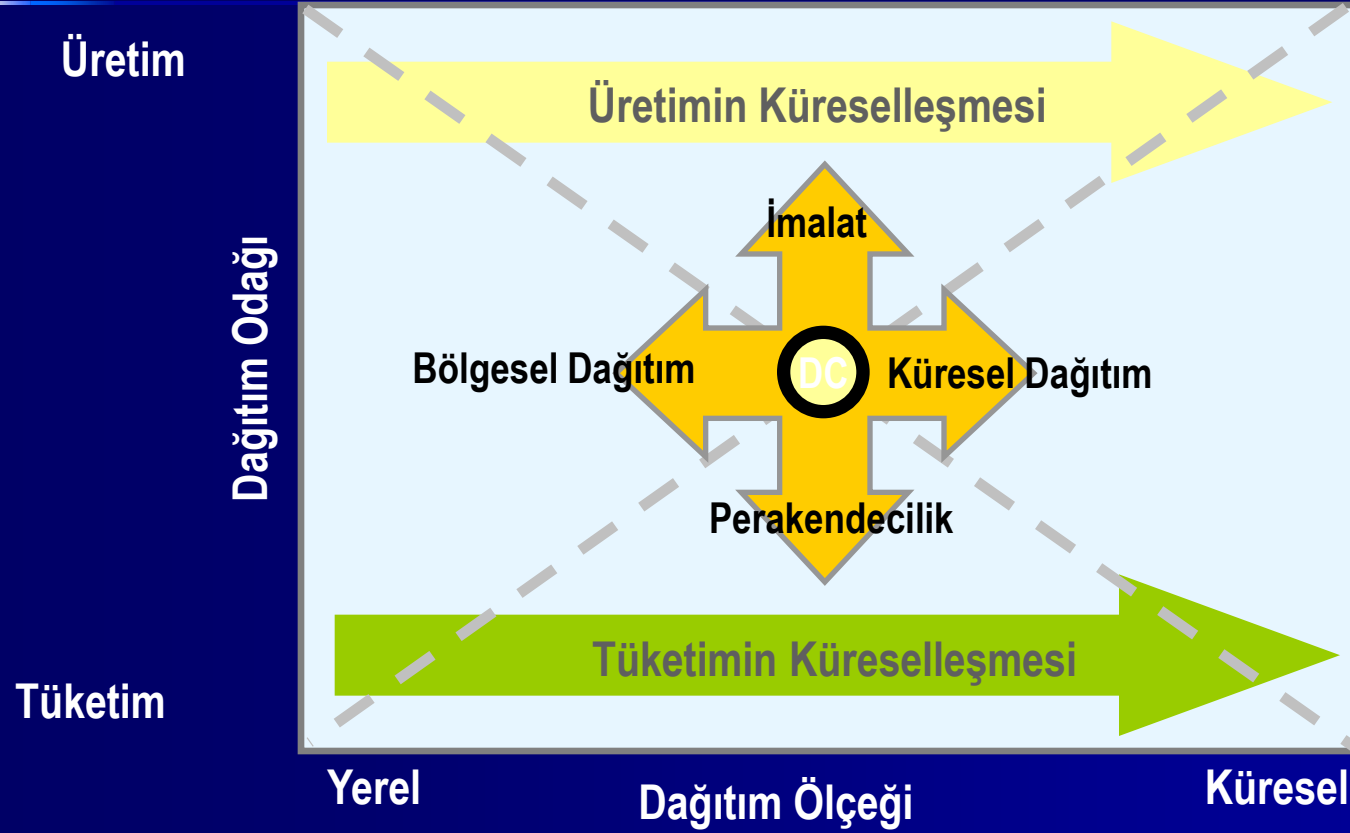 Üretim
Üretimin Küreselleşmesi
İmalat
Dağıtım Odağı
Bölgesel Dağıtım
DC
Küresel Dağıtım
Perakendecilik
Tüketimin Küreselleşmesi
Tüketim
Yerel
Dağıtım Ölçeği
Küresel